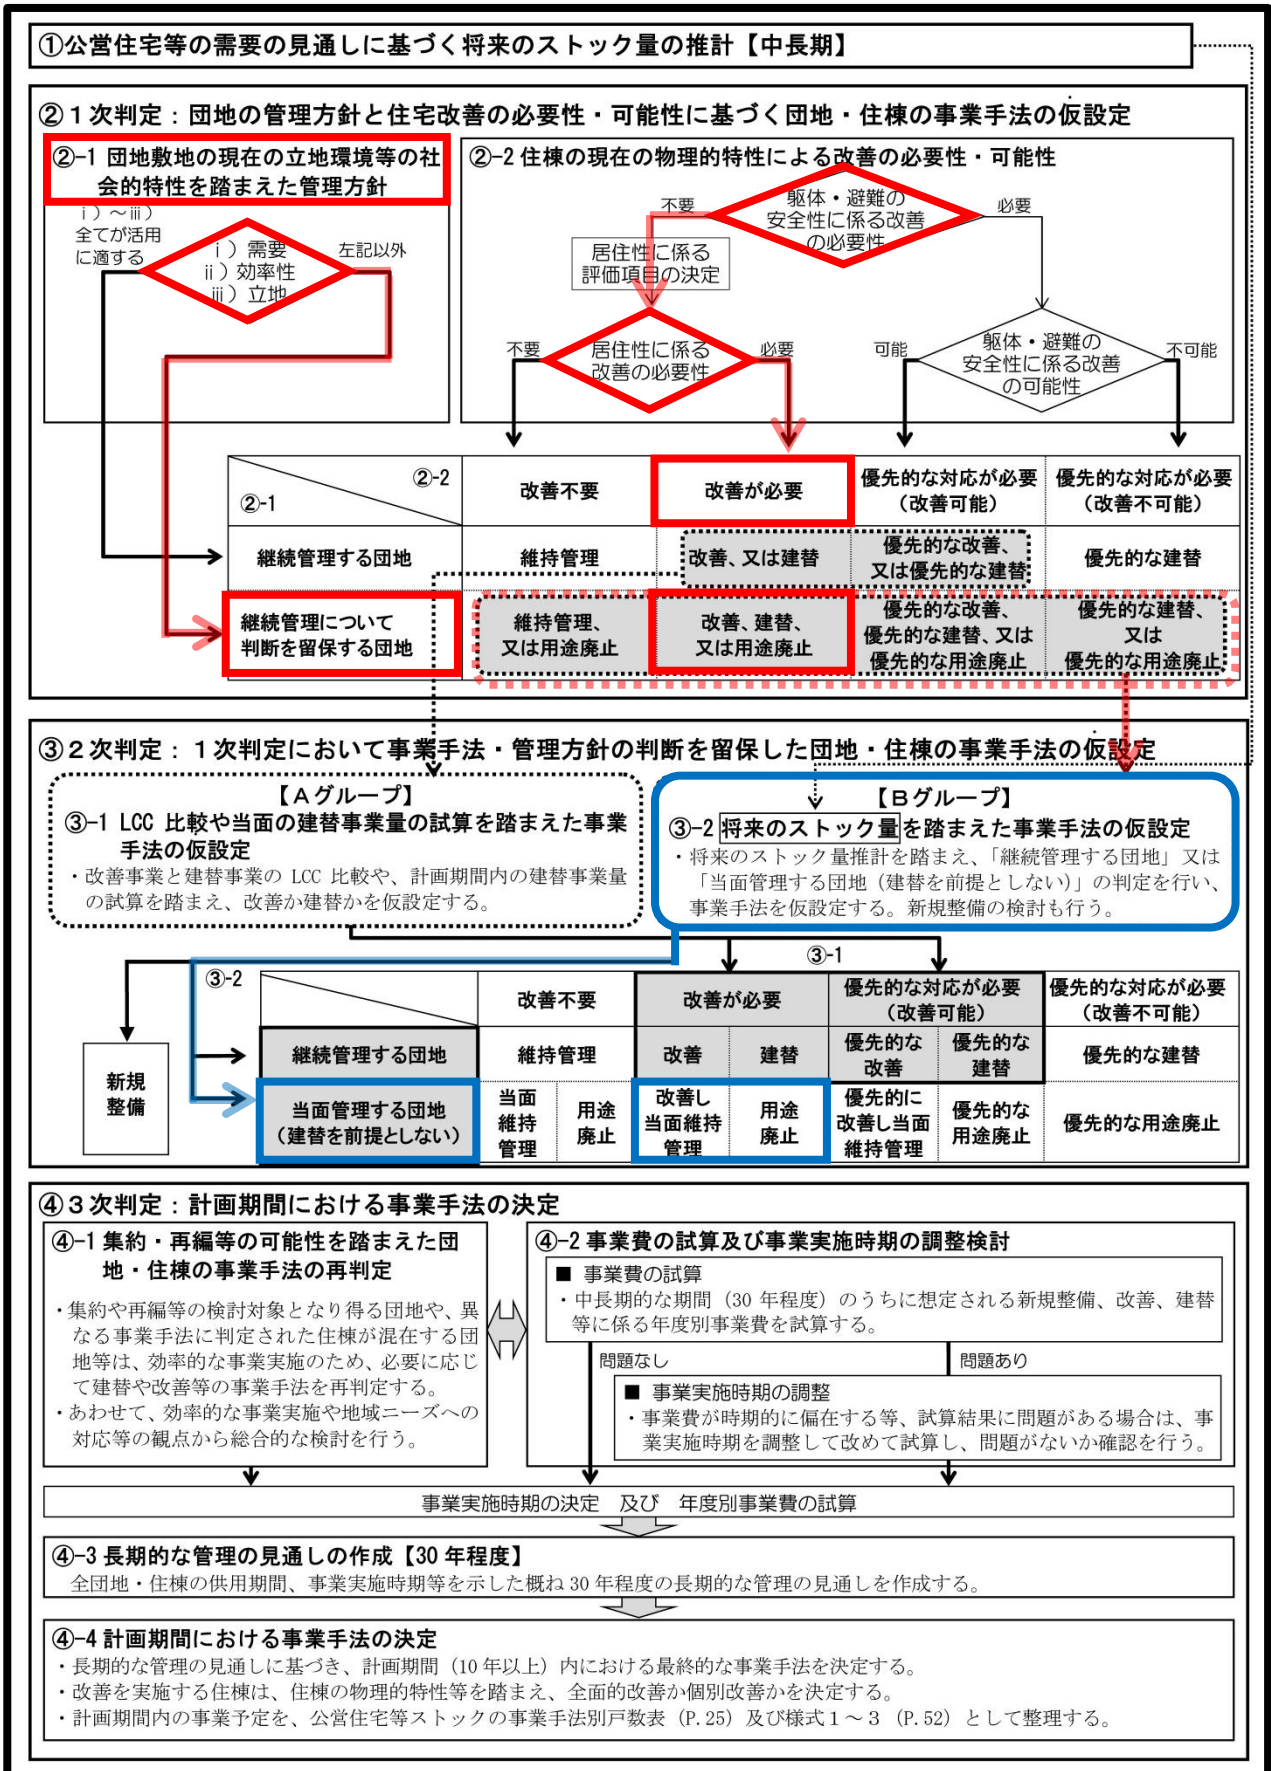 ①公営住宅等の需要の見通しに基づく将来のストック量の推計【中長期】
②１次判定：団地の管理方針と住宅改善の必要性・可能性に基づく団地・住棟の事業手法の仮設定
②-1 団地敷地の現在の立地環境等の社
会的特性を踏まえた管理方針
ⅰ）～ⅲ）
全てが活用
に適する
ⅰ）需要
ⅱ）効率性
ⅲ）立地
左記以外
②-2 住棟の現在の物理的特性による改善の必要性・可能性
不要
躯体・避難の
安全性に係る改善
の必要性
必要
居住性に係る
評価項目の決定
不要
居住性に係る
改善の必要性
必要
可能
躯体・避難の
安全性に係る改善
の可能性
不可能
②-2
②-1
改善不要
改善が必要
優先的な対応が必要
（改善可能）
優先的な対応が必要
（改善不可能）
継続管理する団地
維持管理
改善、又は建替
優先的な改善、
又は優先的な建替
優先的な建替
継続管理について
判断を留保する団地
維持管理、
又は用途廃止
改善、建替、
又は用途廃止
優先的な改善、
優先的な建替、又は
優先的な用途廃止
優先的な建替、
又は
優先的な用途廃止
③２次判定：１次判定において事業手法・管理方針の判断を留保した団地・住棟の事業手法の仮設定
【Ａグループ】
③-1 LCC 比較や当面の建替事業量の試算を踏まえた事業
手法の仮設定
・改善事業と建替事業の LCC 比較や、計画期間内の建替事業量
の試算を踏まえ、改善か建替かを仮設定する。
【Ｂグループ】
③-2 将来のストック量を踏まえた事業手法の仮設定
・将来のストック量推計を踏まえ、「継続管理する団地」又は
「当面管理する団地（建替を前提としない）」の判定を行い、
事業手法を仮設定する。新規整備の検討も行う。
③-1
③-2
改善不要
改善が必要
優先的な対応が必要
（改善可能）
優先的な対応が必要
（改善不可能）
新規
整備
継続管理する団地
維持管理
改善
建替
優先的な
改善
優先的な
建替
優先的な建替
当面管理する団地
（建替を前提としない）
当面
維持
管理
用途
廃止
改善し
当面維持
管理
用途
廃止
優先的に
改善し当面
維持管理
優先的な
用途廃止
優先的な用途廃止
④３次判定：計画期間における事業手法の決定
④-1 集約・再編等の可能性を踏まえた団
地・住棟の事業手法の再判定
・集約や再編等の検討対象となり得る団地や、異
なる事業手法に判定された住棟が混在する団
地等は、効率的な事業実施のため、必要に応じ
て建替や改善等の事業手法を再判定する。
・あわせて、効率的な事業実施や地域ニーズへの
対応等の観点から総合的な検討を行う。
④-2 事業費の試算及び事業実施時期の調整検討
■ 事業費の試算
・中長期的な期間（30 年程度）のうちに想定される新規整備、改善、建替
等に係る年度別事業費を試算する。
問題なし
問題あり
■ 事業実施時期の調整
・事業費が時期的に偏在する等、試算結果に問題がある場合は、事
業実施時期を調整して改めて試算し、問題がないか確認を行う。
事業実施時期の決定　及び　年度別事業費の試算
④-3 長期的な管理の見通しの作成【30 年程度】
全団地・住棟の供用期間、事業実施時期等を示した概ね 30 年程度の長期的な管理の見通しを作成する。
④-4 計画期間における事業手法の決定
・長期的な管理の見通しに基づき、計画期間（10 年以上）内における最終的な事業手法を決定する。
・改善を実施する住棟は、住棟の物理的特性等を踏まえ、全面的改善か個別改善かを決定する。
・計画期間内の事業予定を、公営住宅等ストックの事業手法別戸数表（P.25）及び様式１～３（P.52）として整理する。